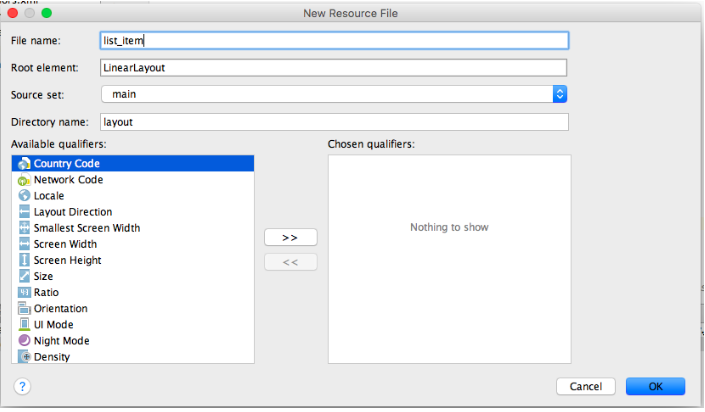 ors.xml
New Resource File
File name: list_item
Root element: LinearLayout
Source set: main
Directory name: layout
Available qualifiers:
Chosen qualifiers:
Country Code
Network Code
Locale
Layout Direction
Smallest Screen Width
Screen Width
Screen Height
Size
Ratio
Orientation
UI Mode
Night Mode
Density
>>
<<
Nothing to show
?
Cancel
OK